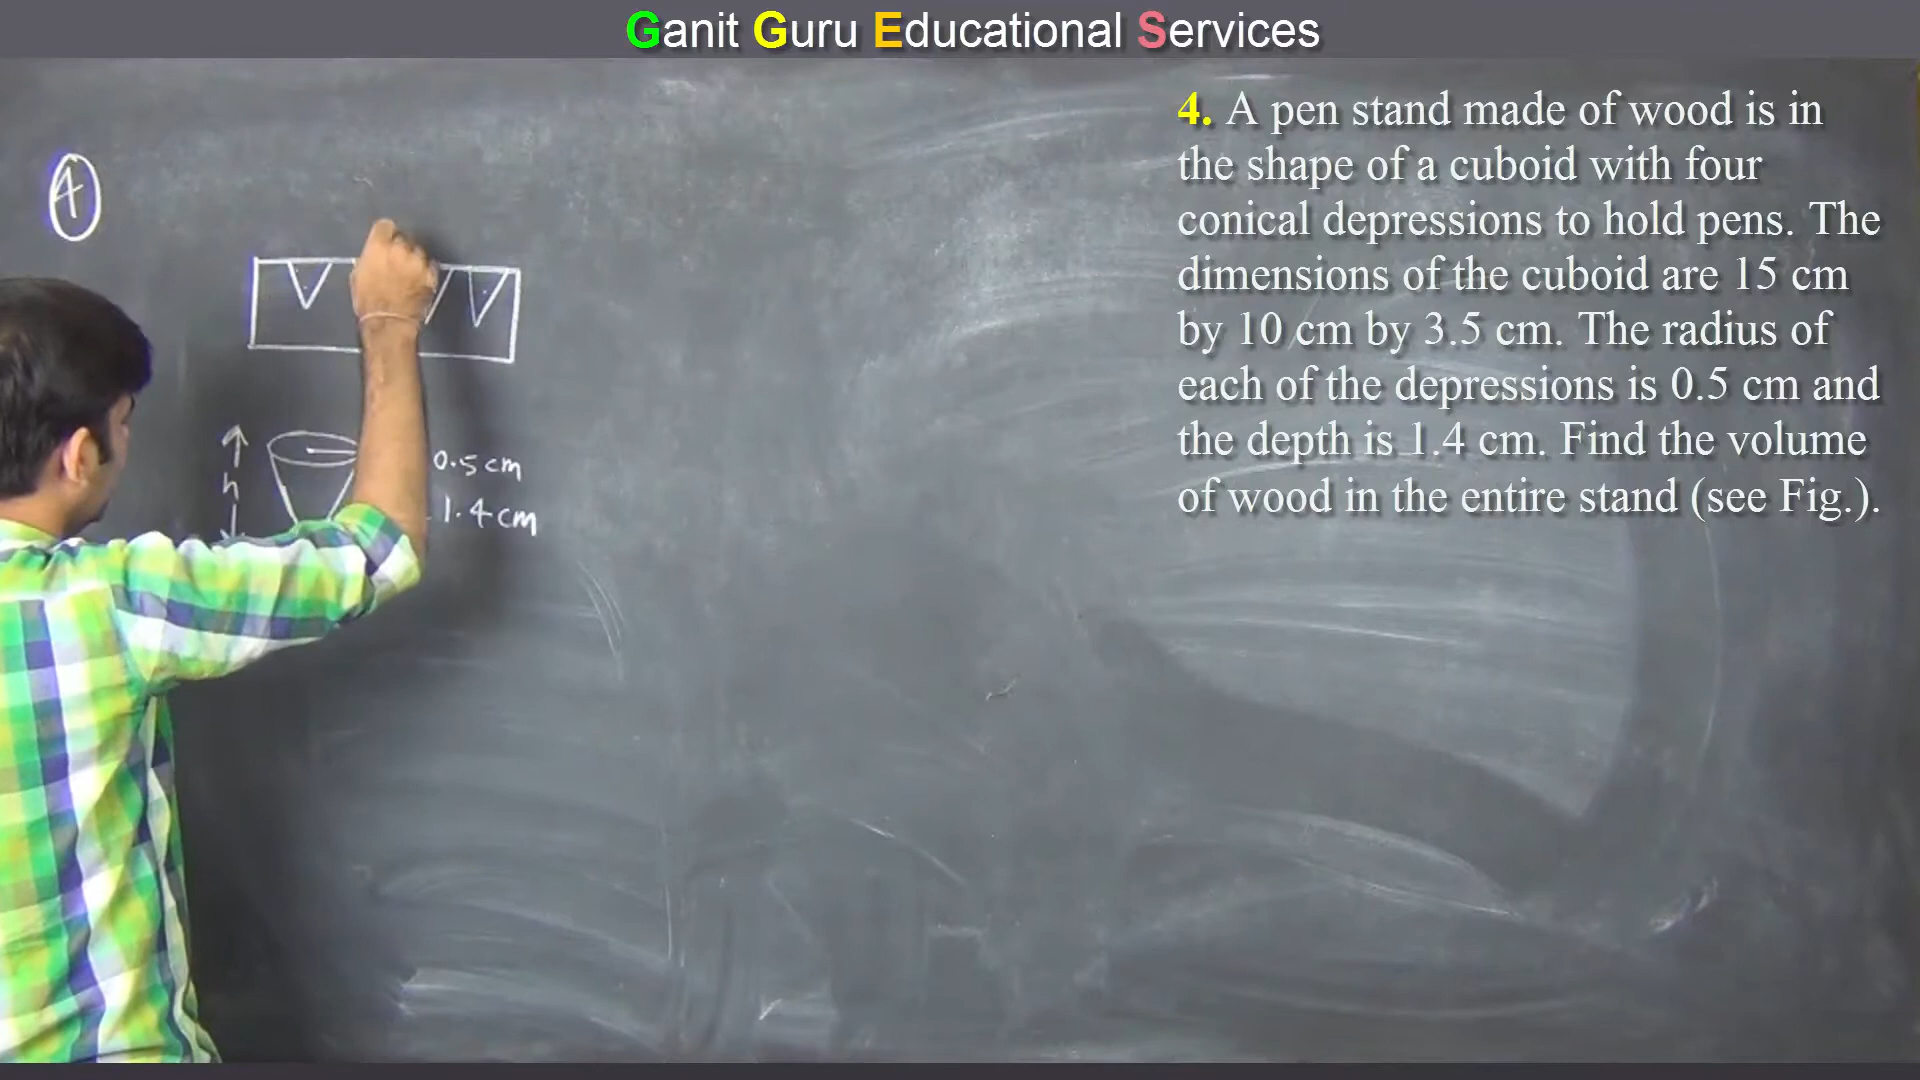 Ganit Guru Educational Services
4. A pen stand made of wood is in
the shape of a cuboid with four
conical depressions to hold pens. The
dimensions of the cuboid are 15 cm
by 10 cm by 3.5 cm. The radius of
each of the depressions is 0.5 cm and
the depth is 1.4 cm. Find the volume
of wood in the entire stand (see Fig.).
4
0.5 cm
h
1.4 cm